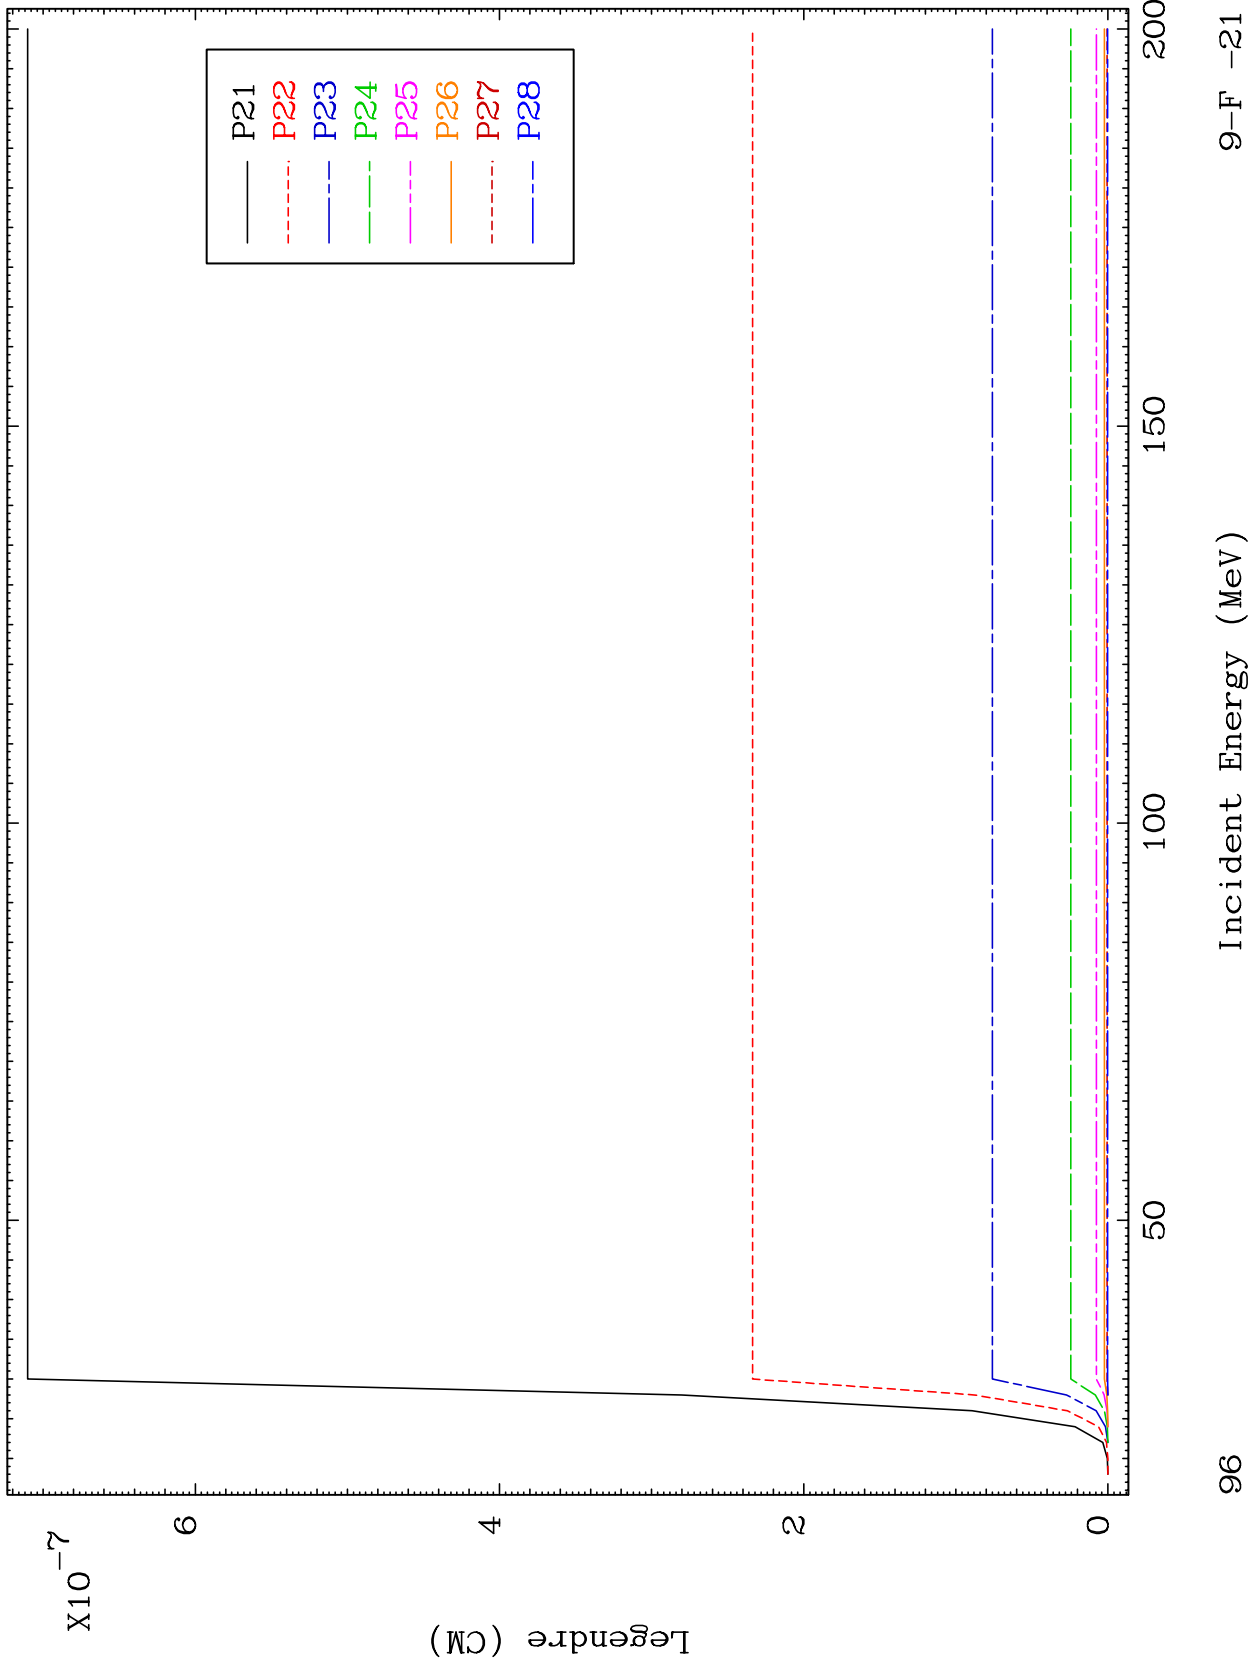 X10-7
6
4
2
0
Legendre (CM)
P21
P22
P23
P24
P25
P26
P27
P28
50
100
150
200
Incident Energy (MeV)
96
9-F -21